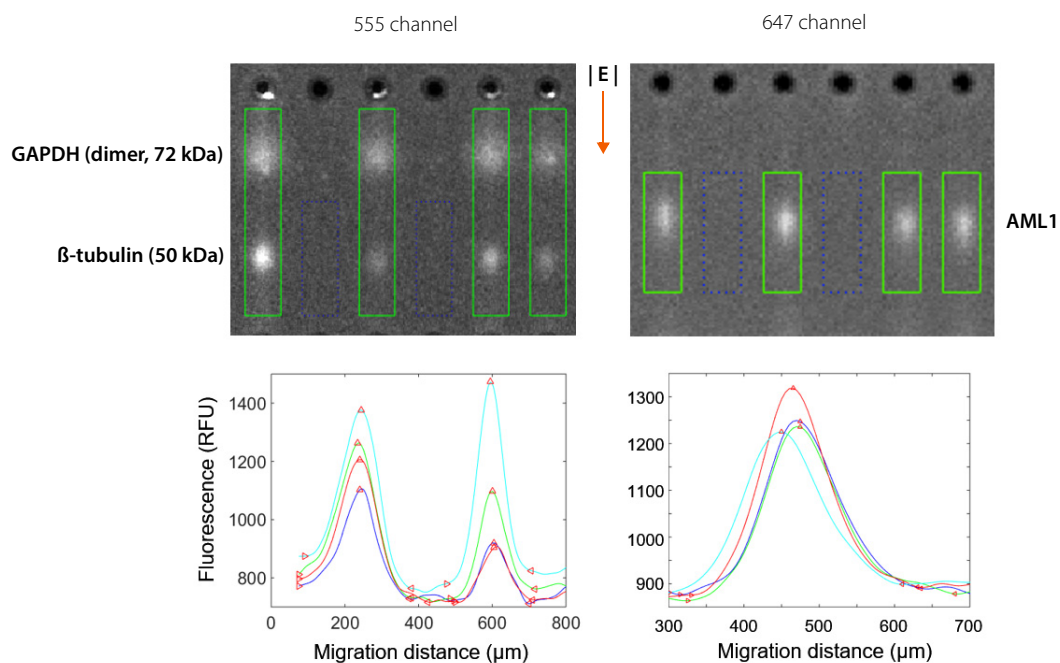 555 channel
647 channel
|E|
GAPDH (dimer, 72 kDa)
ß-tubulin (50 kDa)
AML1
1400
1200
1000
800
Fluorescence (RFU)
0
200
400
600
800
Migration distance (µm)
1300
1200
1100
1000
900
300
400
500
600
700
Migration distance (µm)